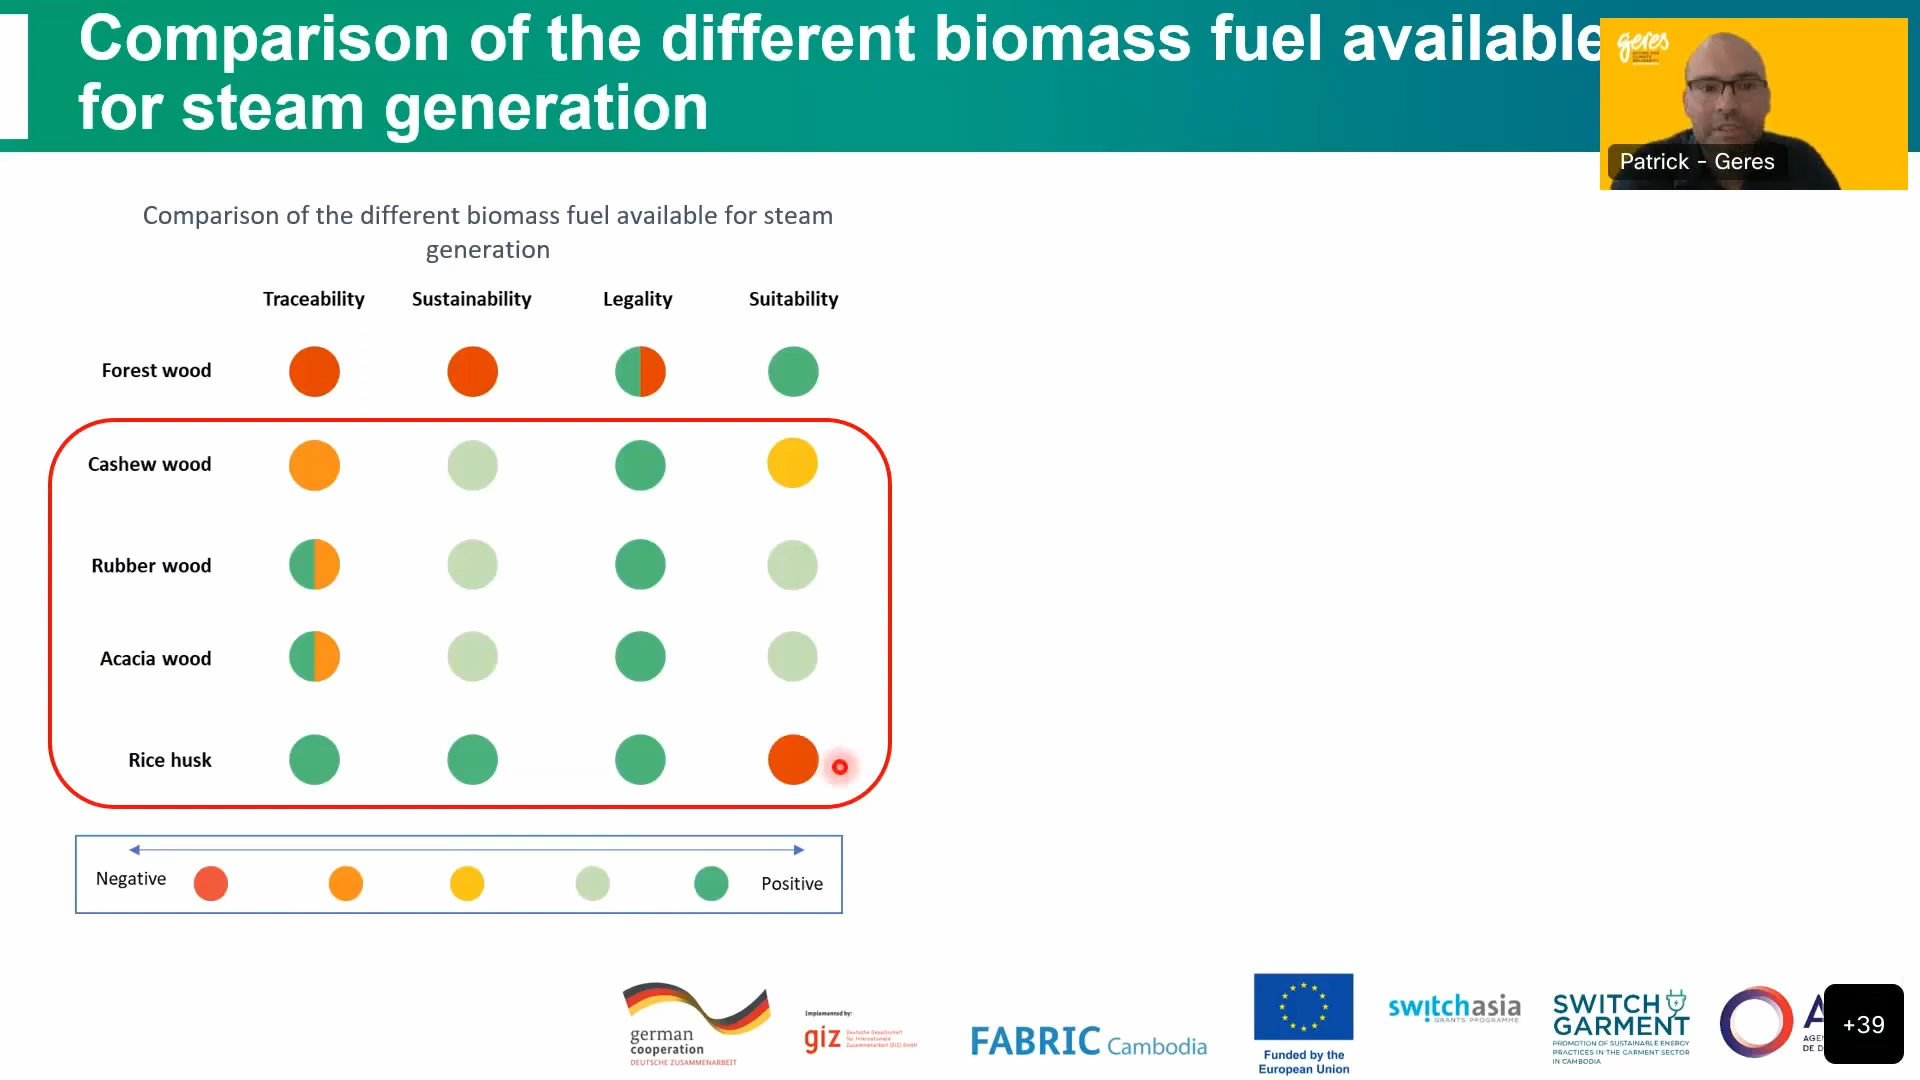 Comparison of the different biomass fuel available
for steam generation
geres
Patrick - Geres
Comparison of the different biomass fuel available for steam
generation
Traceability Sustainability Legality Suitability
Forest wood
Cashew wood
Rubber wood
Acacia wood
Rice husk
Negative
Positive
german
cooperation
DEUTSCHE ZUSAMMENARBEIT
Implemented by:
giz
Deutsche Gesellschaft
für Internationale
Zusammenarbeit (GIZ) GmbH
FABRIC Cambodia
Funded by the
European Union
switchasia
GRANTS PROGRAMME
SWITCH
GARMENT
PROMOTION OF SUSTAINABLE ENERGY
PRACTICES IN THE GARMENT SECTOR
IN CAMBODIA
+39